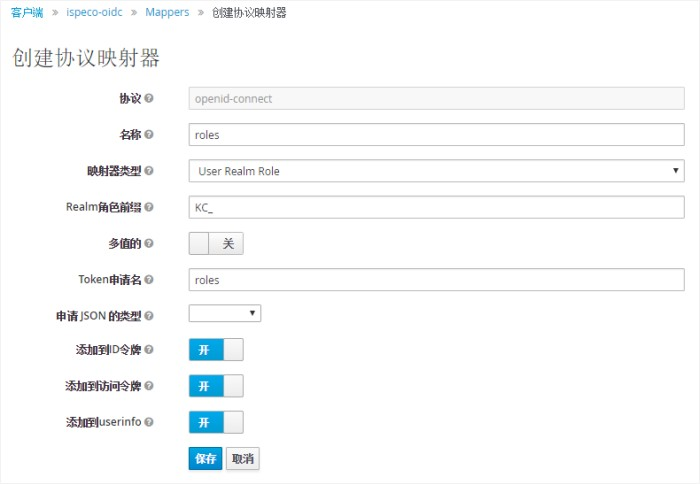 客户端 » ispeco-oidc » Mappers » 创建协议映射器
创建协议映射器
协议 openid-connect
名称 roles
映射器类型 User Realm Role
Realm角色前缀 KC_
多值的 关
Token申请名 roles
申请 JSON 的类型
添加到ID令牌 开
添加到访问令牌 开
添加到userinfo 开
保存 取消